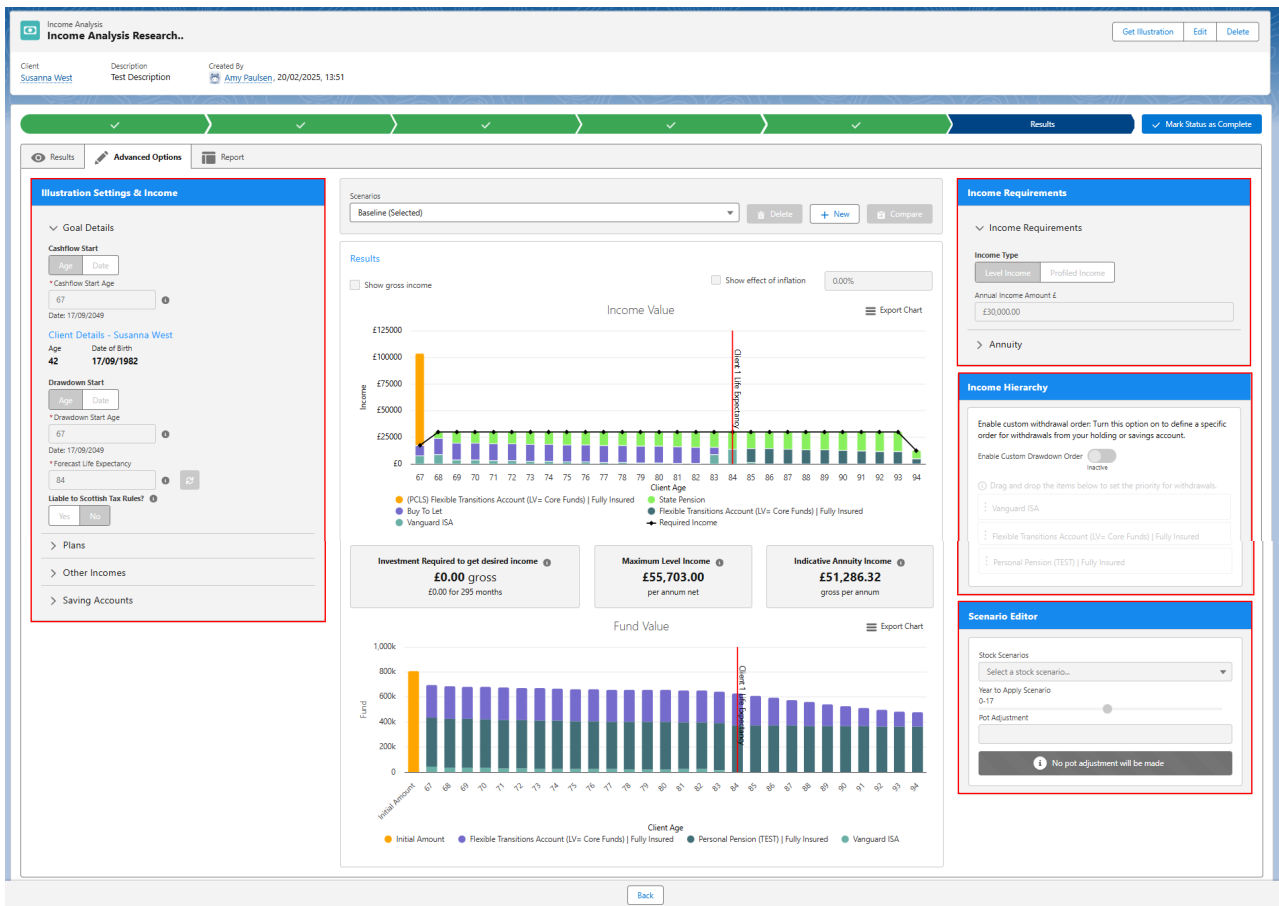 Income Analysis
Income Analysis Research..
Get Illustration Edit Delete
Client Description Created By
Susanna West Test Description Amy Paulsen, 20/02/2025, 13:51
Results
Mark Status as Complete
Results Advanced Options Report
Illustration Settings & Income
Goal Details
Cashflow Start
Age Date
* Cashflow Start Age
67
Date: 17/09/2049
Client Details - Susanna West
Age Date of Birth
42 17/09/1982
Drawdown Start
Age Date
* Drawdown Start Age
67
Date: 17/09/2049
* Forecast Life Expectancy
84
Liable to Scottish Tax Rules?
Yes No
Plans
Other Incomes
Saving Accounts
Scenarios
Baseline (Selected)
Delete
New
Compare
Results
Show gross income
Show effect of inflation 0.00%
Income Value
Export Chart
£125000
£100000
£75000
£50000
£25000
£0
Income
Client 1 Life Expectancy
67 68 69 70 71 72 73 74 75 76 77 78 79 80 81 82 83 84 85 86 87 88 89 90 91 92 93 94
Client Age
(PCLS) Flexible Transitions Account (LV= Core Funds) | Fully Insured State Pension
Buy To Let Flexible Transitions Account (LV= Core Funds) | Fully Insured
Vanguard ISA Required Income
Investment Required to get desired income
£0.00 gross
£0.00 for 295 months
Maximum Level Income
£55,703.00
per annum net
Indicative Annuity Income
£51,286.32
gross per annum
Fund Value
Export Chart
1,000k
800k
600k
400k
200k
0
Fund
Client 1 Life Expectancy
Initial Amount 67 68 69 70 71 72 73 74 75 76 77 78 79 80 81 82 83 84 85 86 87 88 89 90 91 92 93 94
Client Age
Initial Amount Flexible Transitions Account (LV= Core Funds) | Fully Insured Personal Pension (TEST) | Fully Insured Vanguard ISA
Income Requirements
Income Requirements
Income Type
Level Income Profiled Income
Annual Income Amount £
£30,000.00
Annuity
Income Hierarchy
Enable custom withdrawal order: Turn this option on to define a specific
order for withdrawals from your holding or savings account.
Enable Custom Drawdown Order
Inactive
Drag and drop the items below to set the priority for withdrawals.
Vanguard ISA
Flexible Transitions Account (LV= Core Funds) | Fully Insured
Personal Pension (TEST) | Fully Insured
Scenario Editor
Stock Scenarios
Select a stock scenario...
Year to Apply Scenario
0-17
Pot Adjustment
No pot adjustment will be made
Back